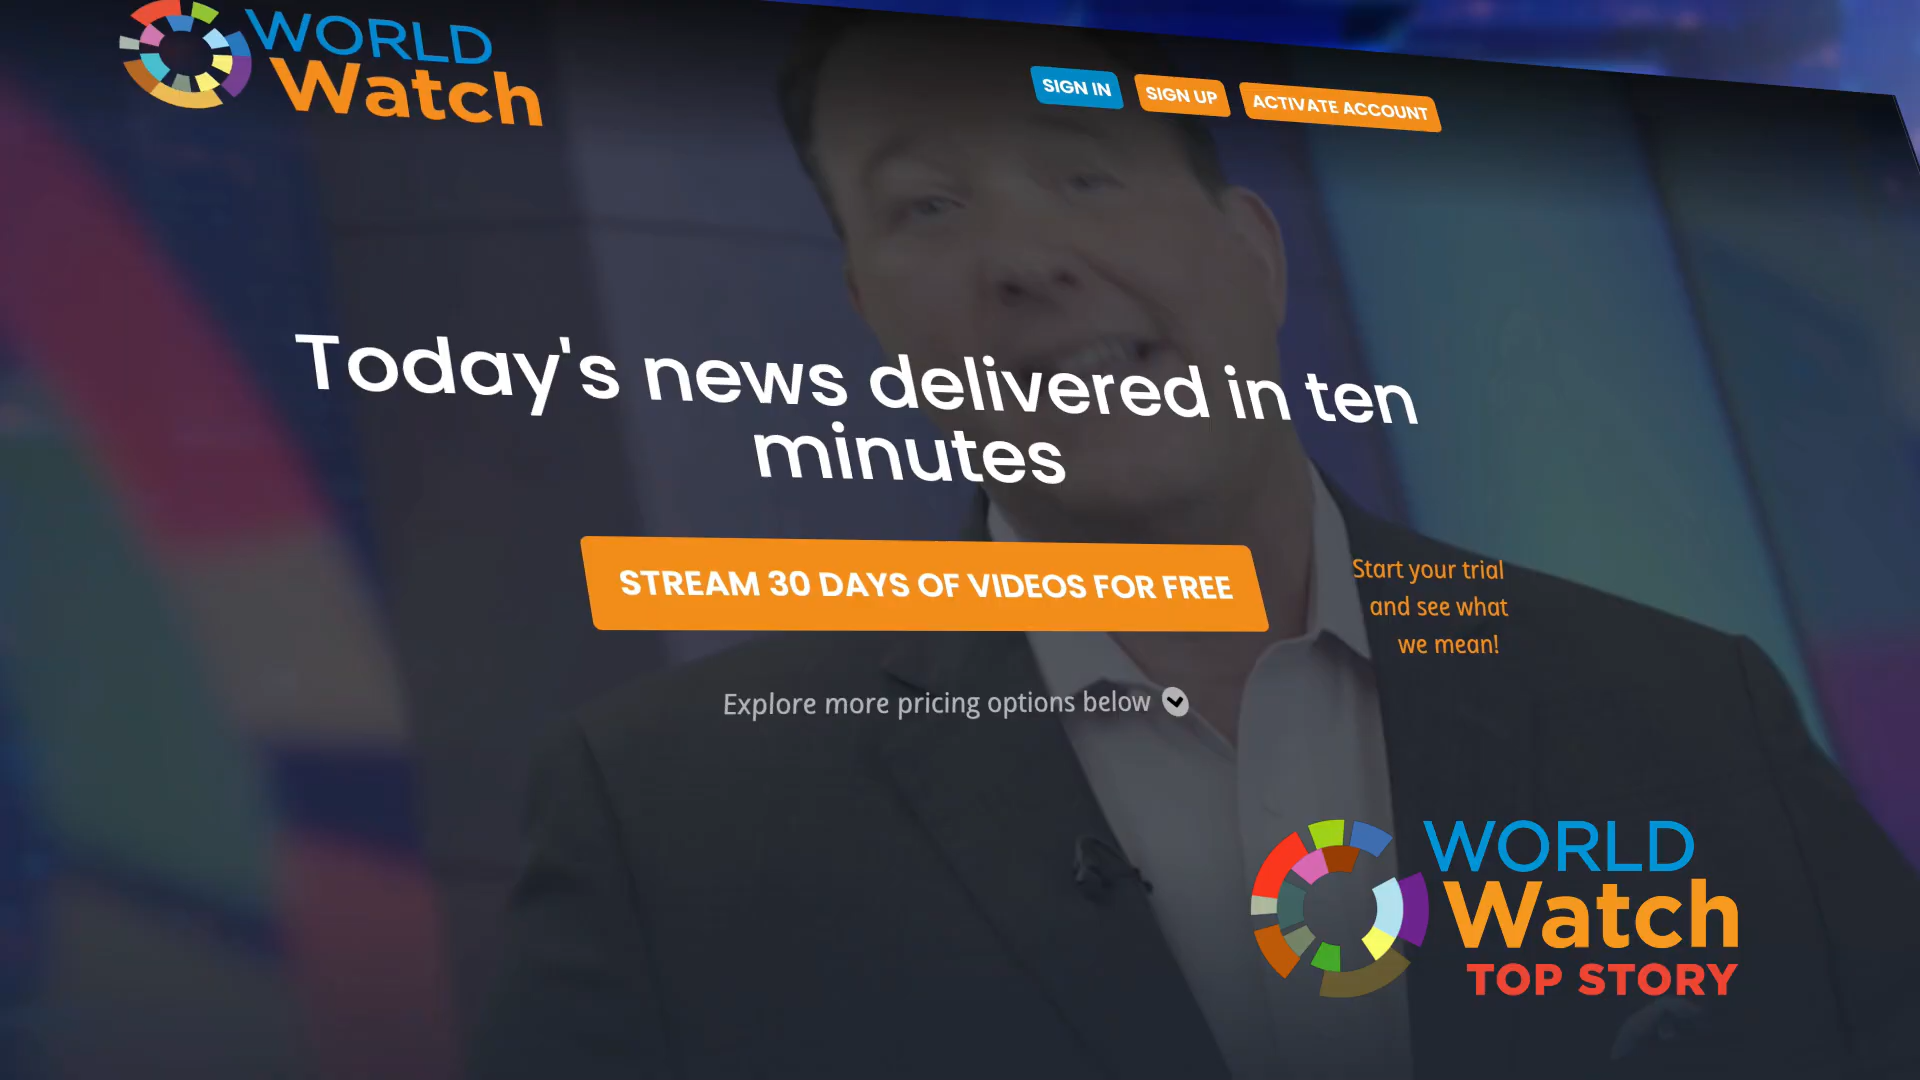 WORLD
Watch
SIGN IN
SIGN UP
ACTIVATE ACCOUNT
Today's news delivered in ten
minutes
STREAM 30 DAYS OF VIDEOS FOR FREE
Start your trial
and see what
we mean!
Explore more pricing options below
WORLD
Watch
TOP STORY